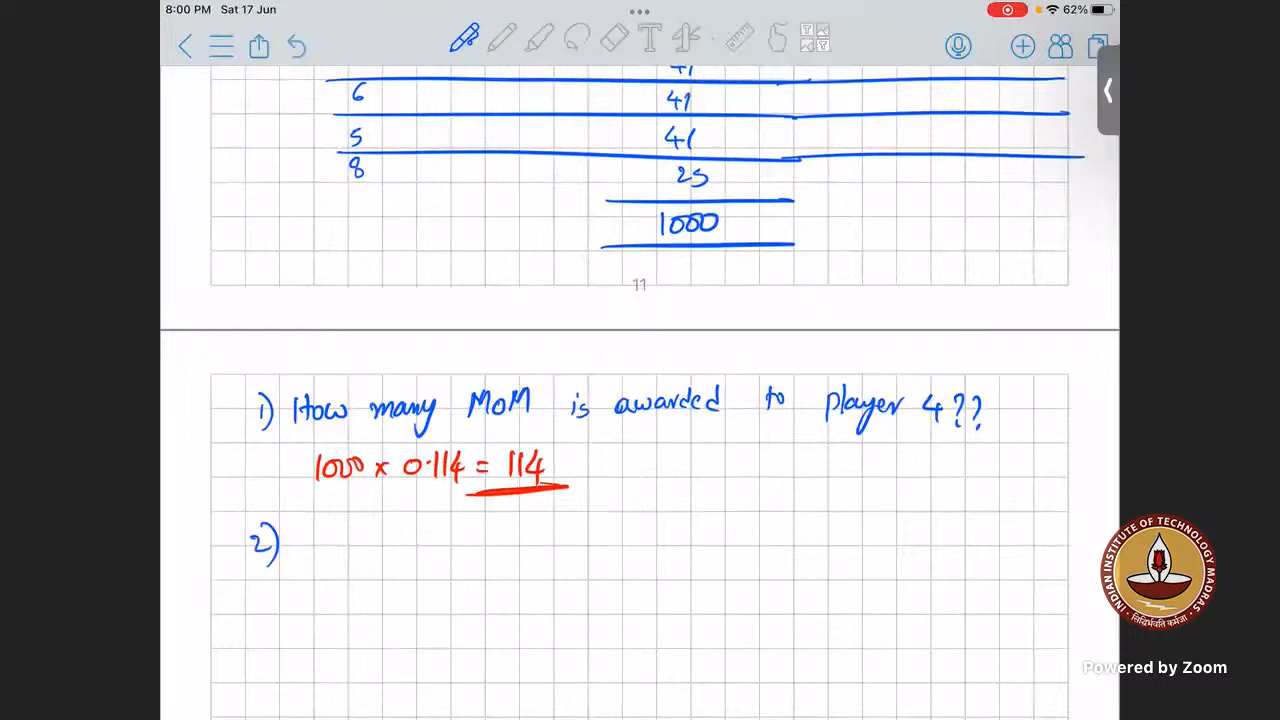 8:00 PM Sat 17 Jun
62%
6 41
5 41
8 25
1000
11
1) How many MoM is awarded to player 4??
1000 × 0.114 = 114
2)
INDIAN INSTITUTE OF TECHNOLOGY MADRAS
सिद्धिर्भवति कर्मजा
Powered by Zoom